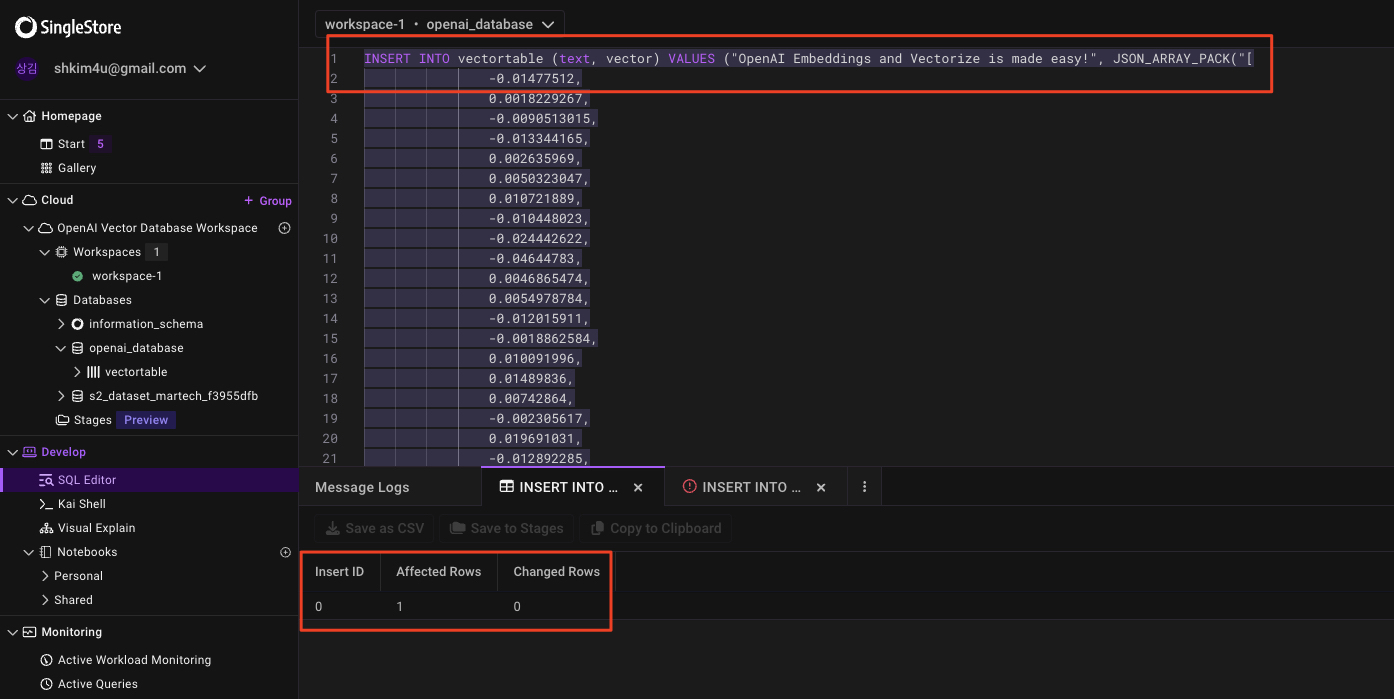 SingleStore
상김 shkim4u@gmail.com
Homepage
Start 5
Gallery
Cloud + Group
OpenAI Vector Database Workspace
Workspaces 1
workspace-1
Databases
information_schema
openai_database
vectortable
s2_dataset_martech_f3955dfb
Stages Preview
Develop
SQL Editor
Kai Shell
Visual Explain
Notebooks
Personal
Shared
Monitoring
Active Workload Monitoring
Active Queries
workspace-1 • openai_database
1 INSERT INTO vectortable (text, vector) VALUES ("OpenAI Embeddings and Vectorize is made easy!", JSON_ARRAY_PACK("[
2 -0.01477512,
3 0.0018229267,
4 -0.0090513015,
5 -0.013344165,
6 0.002635969,
7 0.0050323047,
8 0.010721889,
9 -0.010448023,
10 -0.024442622,
11 -0.04644783,
12 0.0046865474,
13 0.0054978784,
14 -0.012015911,
15 -0.0018862584,
16 0.010091996,
17 0.01489836,
18 0.00742864,
19 -0.002305617,
20 0.019691031,
21 -0.012892285,
Message Logs INSERT INTO ... × INSERT INTO ... ×
Save as CSV Save to Stages Copy to Clipboard
Insert ID Affected Rows Changed Rows
0 1 0